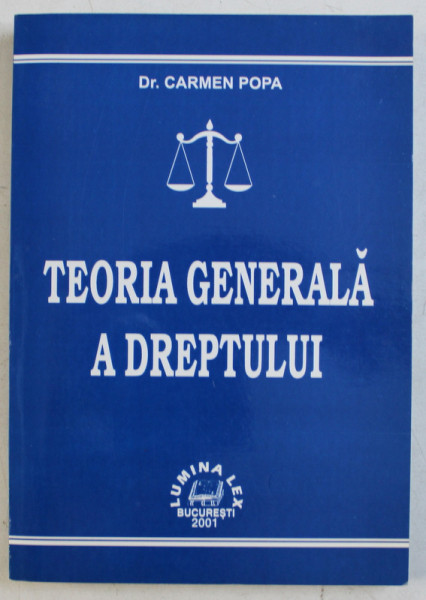 Dr. CARMEN POPA
TEORIA GENERALĂ
A DREPTULUI
LUMINA LEX
BUCUREŞTI
2001